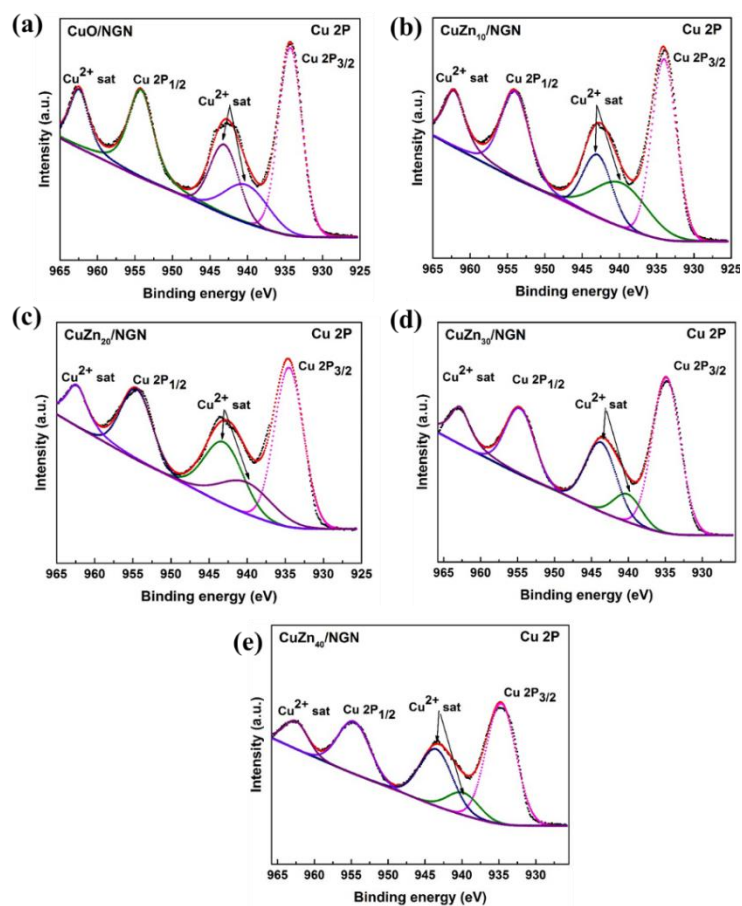 (a)
CuO/NGN
Cu 2P
Cu²⁺ sat
Cu 2P₁/₂
Cu²⁺ sat
Cu 2P₃/₂
Intensity (a.u.)
965 960 955 950 945 940 935 930 925
Binding energy (eV)
(b)
CuZn₁₀/NGN
Cu 2P
Cu²⁺ sat
Cu 2P₁/₂
Cu²⁺ sat
Cu 2P₃/₂
Intensity (a.u.)
965 960 955 950 945 940 935 930 925
Binding energy (eV)
(c)
CuZn₂₀/NGN
Cu 2P
Cu²⁺ sat
Cu 2P₁/₂
Cu²⁺ sat
Cu 2P₃/₂
Intensity (a.u.)
965 960 955 950 945 940 935 930 925
Binding energy (eV)
(d)
CuZn₃₀/NGN
Cu 2P
Cu²⁺ sat
Cu 2P₁/₂
Cu²⁺ sat
Cu 2P₃/₂
Intensity (a.u.)
965 960 955 950 945 940 935 930
Binding energy (eV)
(e)
CuZn₄₀/NGN
Cu 2P
Cu²⁺ sat
Cu 2P₁/₂
Cu²⁺ sat
Cu 2P₃/₂
Intensity (a.u.)
965 960 955 950 945 940 935 930
Binding energy (eV)